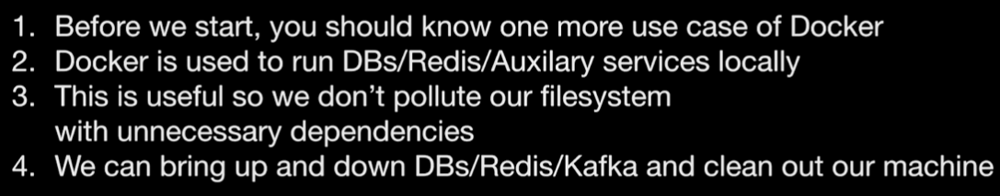 1. Before we start, you should know one more use case of Docker
2. Docker is used to run DBs/Redis/Auxilary services locally
3. This is useful so we don’t pollute our filesystem
with unnecessary dependencies
4. We can bring up and down DBs/Redis/Kafka and clean out our machine